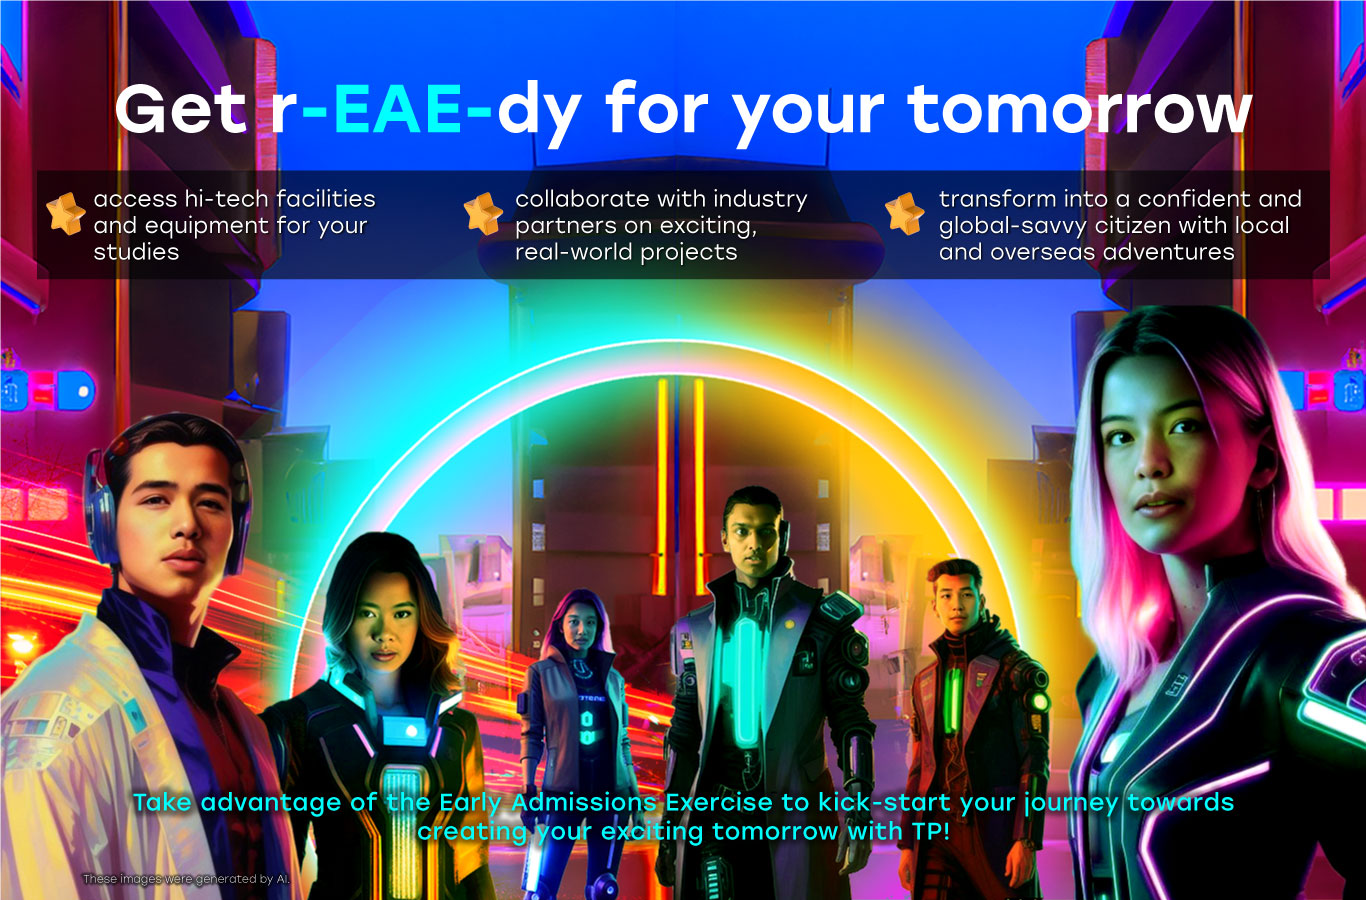 Get r-EAE-dy for your tomorrow
access hi-tech facilities
and equipment for your
studies
collaborate with industry
partners on exciting,
real-world projects
transform into a confident and
global-savvy citizen with local
and overseas adventures
Take advantage of the Early Admissions Exercise to kick-start your journey towards
creating your exciting tomorrow with TP!
These images were generated by AI.